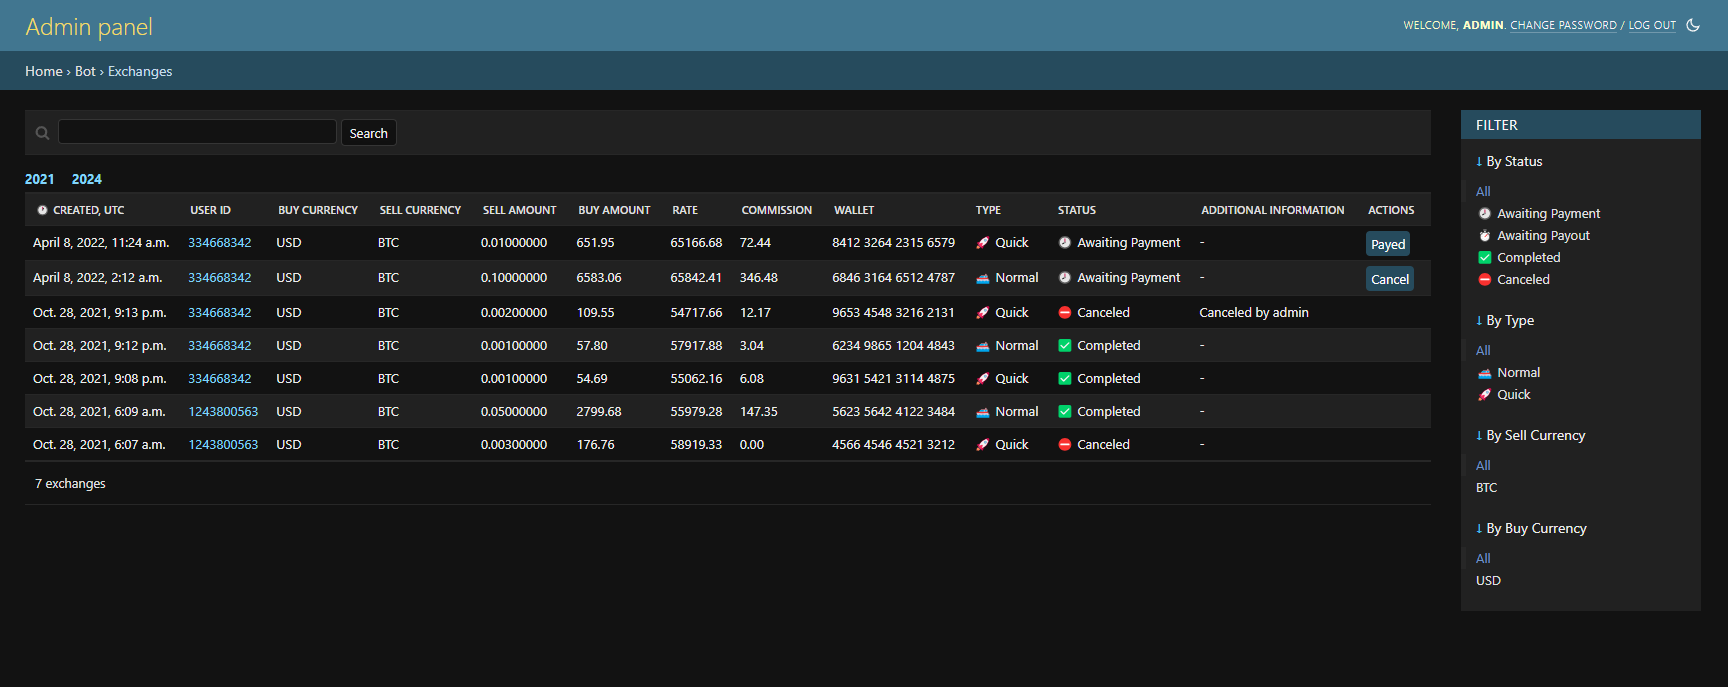 Admin panel
WELCOME, ADMIN. CHANGE PASSWORD / LOG OUT
Home › Bot › Exchanges
Search
2021 2024
CREATED, UTC USER ID BUY CURRENCY SELL CURRENCY SELL AMOUNT BUY AMOUNT RATE COMMISSION WALLET TYPE STATUS ADDITIONAL INFORMATION ACTIONS
April 8, 2022, 11:24 a.m. 334668342 USD BTC 0.01000000 651.95 65166.68 72.44 8412 3264 2315 6579 Quick Awaiting Payment - Payed
April 8, 2022, 2:12 a.m. 334668342 USD BTC 0.10000000 6583.06 65842.41 346.48 6846 3164 6512 4787 Normal Awaiting Payment - Cancel
Oct. 28, 2021, 9:13 p.m. 334668342 USD BTC 0.00200000 109.55 54717.66 12.17 9653 4548 3216 2131 Quick Canceled Canceled by admin
Oct. 28, 2021, 9:12 p.m. 334668342 USD BTC 0.00100000 57.80 57917.88 3.04 6234 9865 1204 4843 Normal Completed -
Oct. 28, 2021, 9:08 p.m. 334668342 USD BTC 0.00100000 54.69 55062.16 6.08 9631 5421 3114 4875 Quick Completed -
Oct. 28, 2021, 6:09 a.m. 1243800563 USD BTC 0.05000000 2799.68 55979.28 147.35 5623 5642 4122 3484 Normal Completed -
Oct. 28, 2021, 6:07 a.m. 1243800563 USD BTC 0.00300000 176.76 58919.33 0.00 4566 4546 4521 3212 Quick Canceled -
7 exchanges
FILTER
↓ By Status
All
Awaiting Payment
Awaiting Payout
Completed
Canceled
↓ By Type
All
Normal
Quick
↓ By Sell Currency
All
BTC
↓ By Buy Currency
All
USD